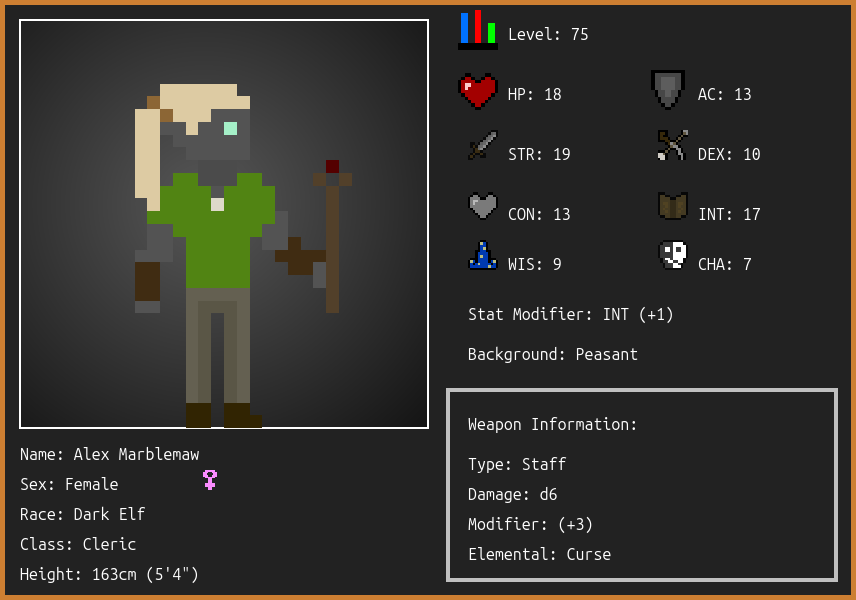 Level: 75
HP: 18
AC: 13
STR: 19
DEX: 10
CON: 13
INT: 17
WIS: 9
CHA: 7
Stat Modifier: INT (+1)
Background: Peasant
Weapon Information:
Type: Staff
Damage: d6
Modifier: (+3)
Elemental: Curse
Name: Alex Marblemaw
Sex: Female
Race: Dark Elf
Class: Cleric
Height: 163cm (5'4")